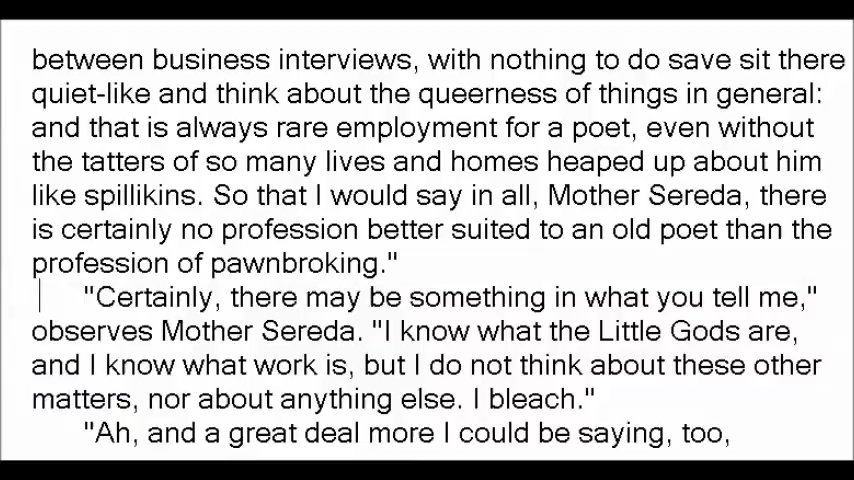 between business interviews, with nothing to do save sit there
quiet-like and think about the queerness of things in general:
and that is always rare employment for a poet, even without
the tatters of so many lives and homes heaped up about him
like spillikins. So that I would say in all, Mother Sereda, there
is certainly no profession better suited to an old poet than the
profession of pawnbroking."
"Certainly, there may be something in what you tell me,"
observes Mother Sereda. "I know what the Little Gods are,
and I know what work is, but I do not think about these other
matters, nor about anything else. I bleach."
"Ah, and a great deal more I could be saying, too,